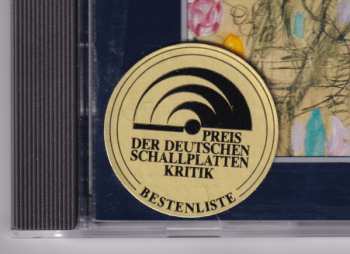 PREIS
DER DEUTSCHEN
SCHALLPLATTEN
KRITIK
BESTENLISTE